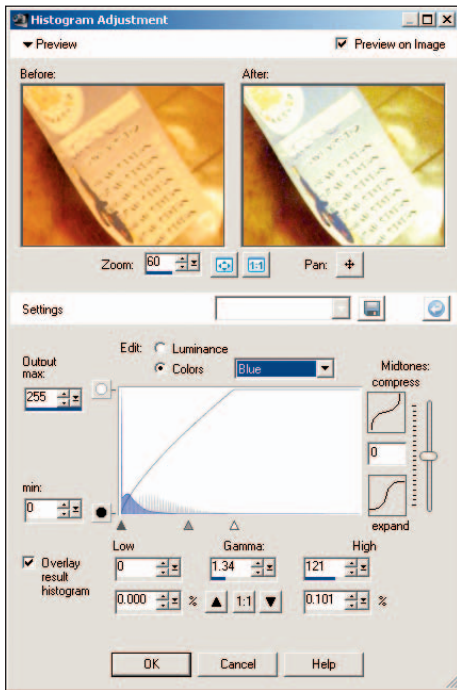 Histogram Adjustment
Preview
Preview on Image
Before:
After:
Zoom: 60
1:1
Pan:
Settings
Edit:
Luminance
Colors
Blue
Output max:
255
Midtones:
compress
0
expand
min:
0
Overlay result histogram
Low
Gamma:
High
0
1.34
121
0.000 %
1:1
0.101 %
OK
Cancel
Help